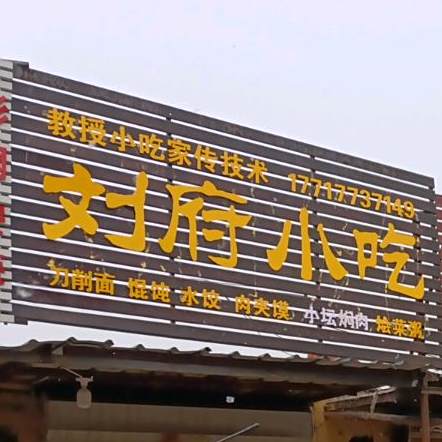 教授小吃家传技术 17717737149
刘府小吃
刀削面 馄饨 水饺 肉夹馍 小坛焖肉 烩菜